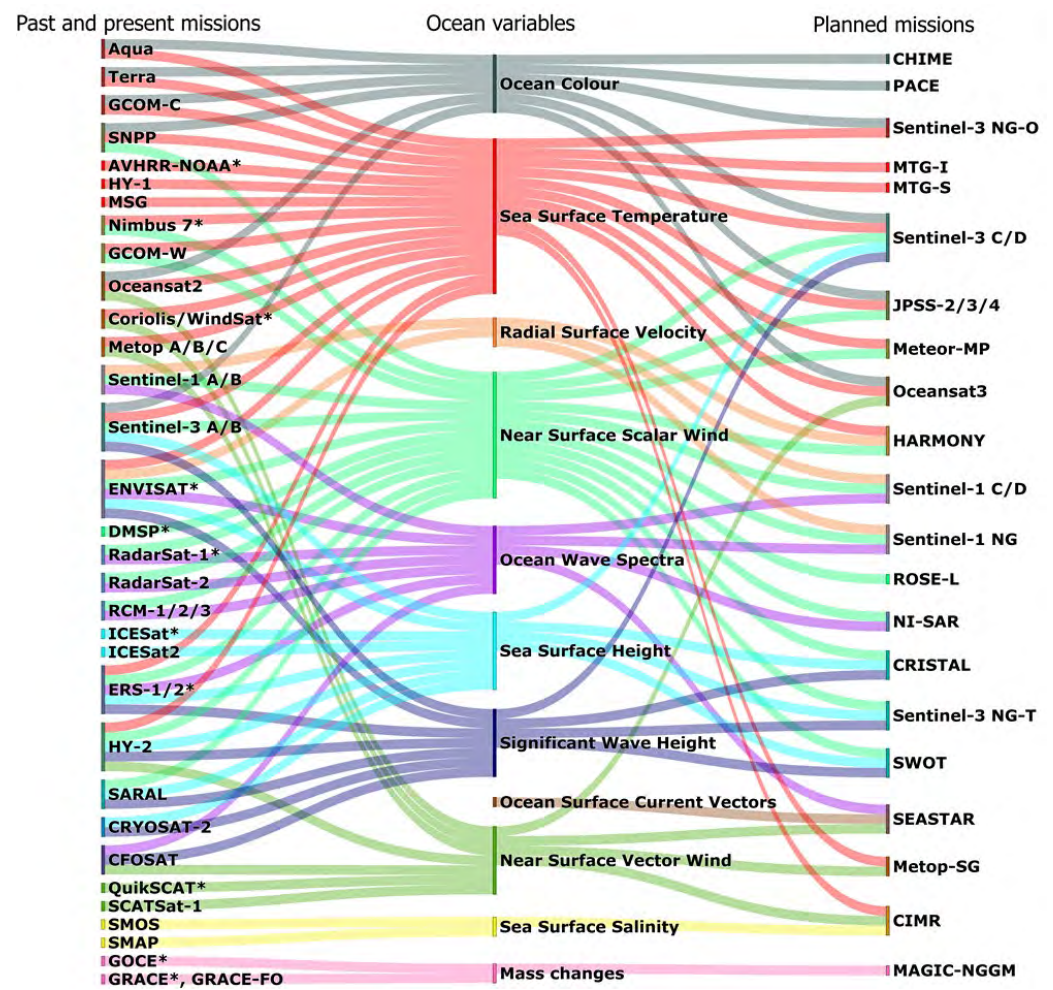 Past and present missions
Ocean variables
Planned missions
Aqua
Terra
GCOM-C
SNPP
AVHRR-NOAA*
HY-1
MSG
Nimbus 7*
GCOM-W
Oceansat2
Coriolis/WindSat*
Metop A/B/C
Sentinel-1 A/B
Sentinel-3 A/B
ENVISAT*
DMSP*
RadarSat-1*
RadarSat-2
RCM-1/2/3
ICESat*
ICESat2
ERS-1/2*
HY-2
SARAL
CRYOSAT-2
CFOSAT
QuikSCAT*
SCATSat-1
SMOS
SMAP
GOCE*
GRACE*, GRACE-FO
Ocean Colour
Sea Surface Temperature
Radial Surface Velocity
Near Surface Scalar Wind
Ocean Wave Spectra
Sea Surface Height
Significant Wave Height
Ocean Surface Current Vectors
Near Surface Vector Wind
Sea Surface Salinity
Mass changes
CHIME
PACE
Sentinel-3 NG-O
MTG-I
MTG-S
Sentinel-3 C/D
JPSS-2/3/4
Meteor-MP
Oceansat3
HARMONY
Sentinel-1 C/D
Sentinel-1 NG
ROSE-L
NI-SAR
CRISTAL
Sentinel-3 NG-T
SWOT
SEASTAR
Metop-SG
CIMR
MAGIC-NGGM